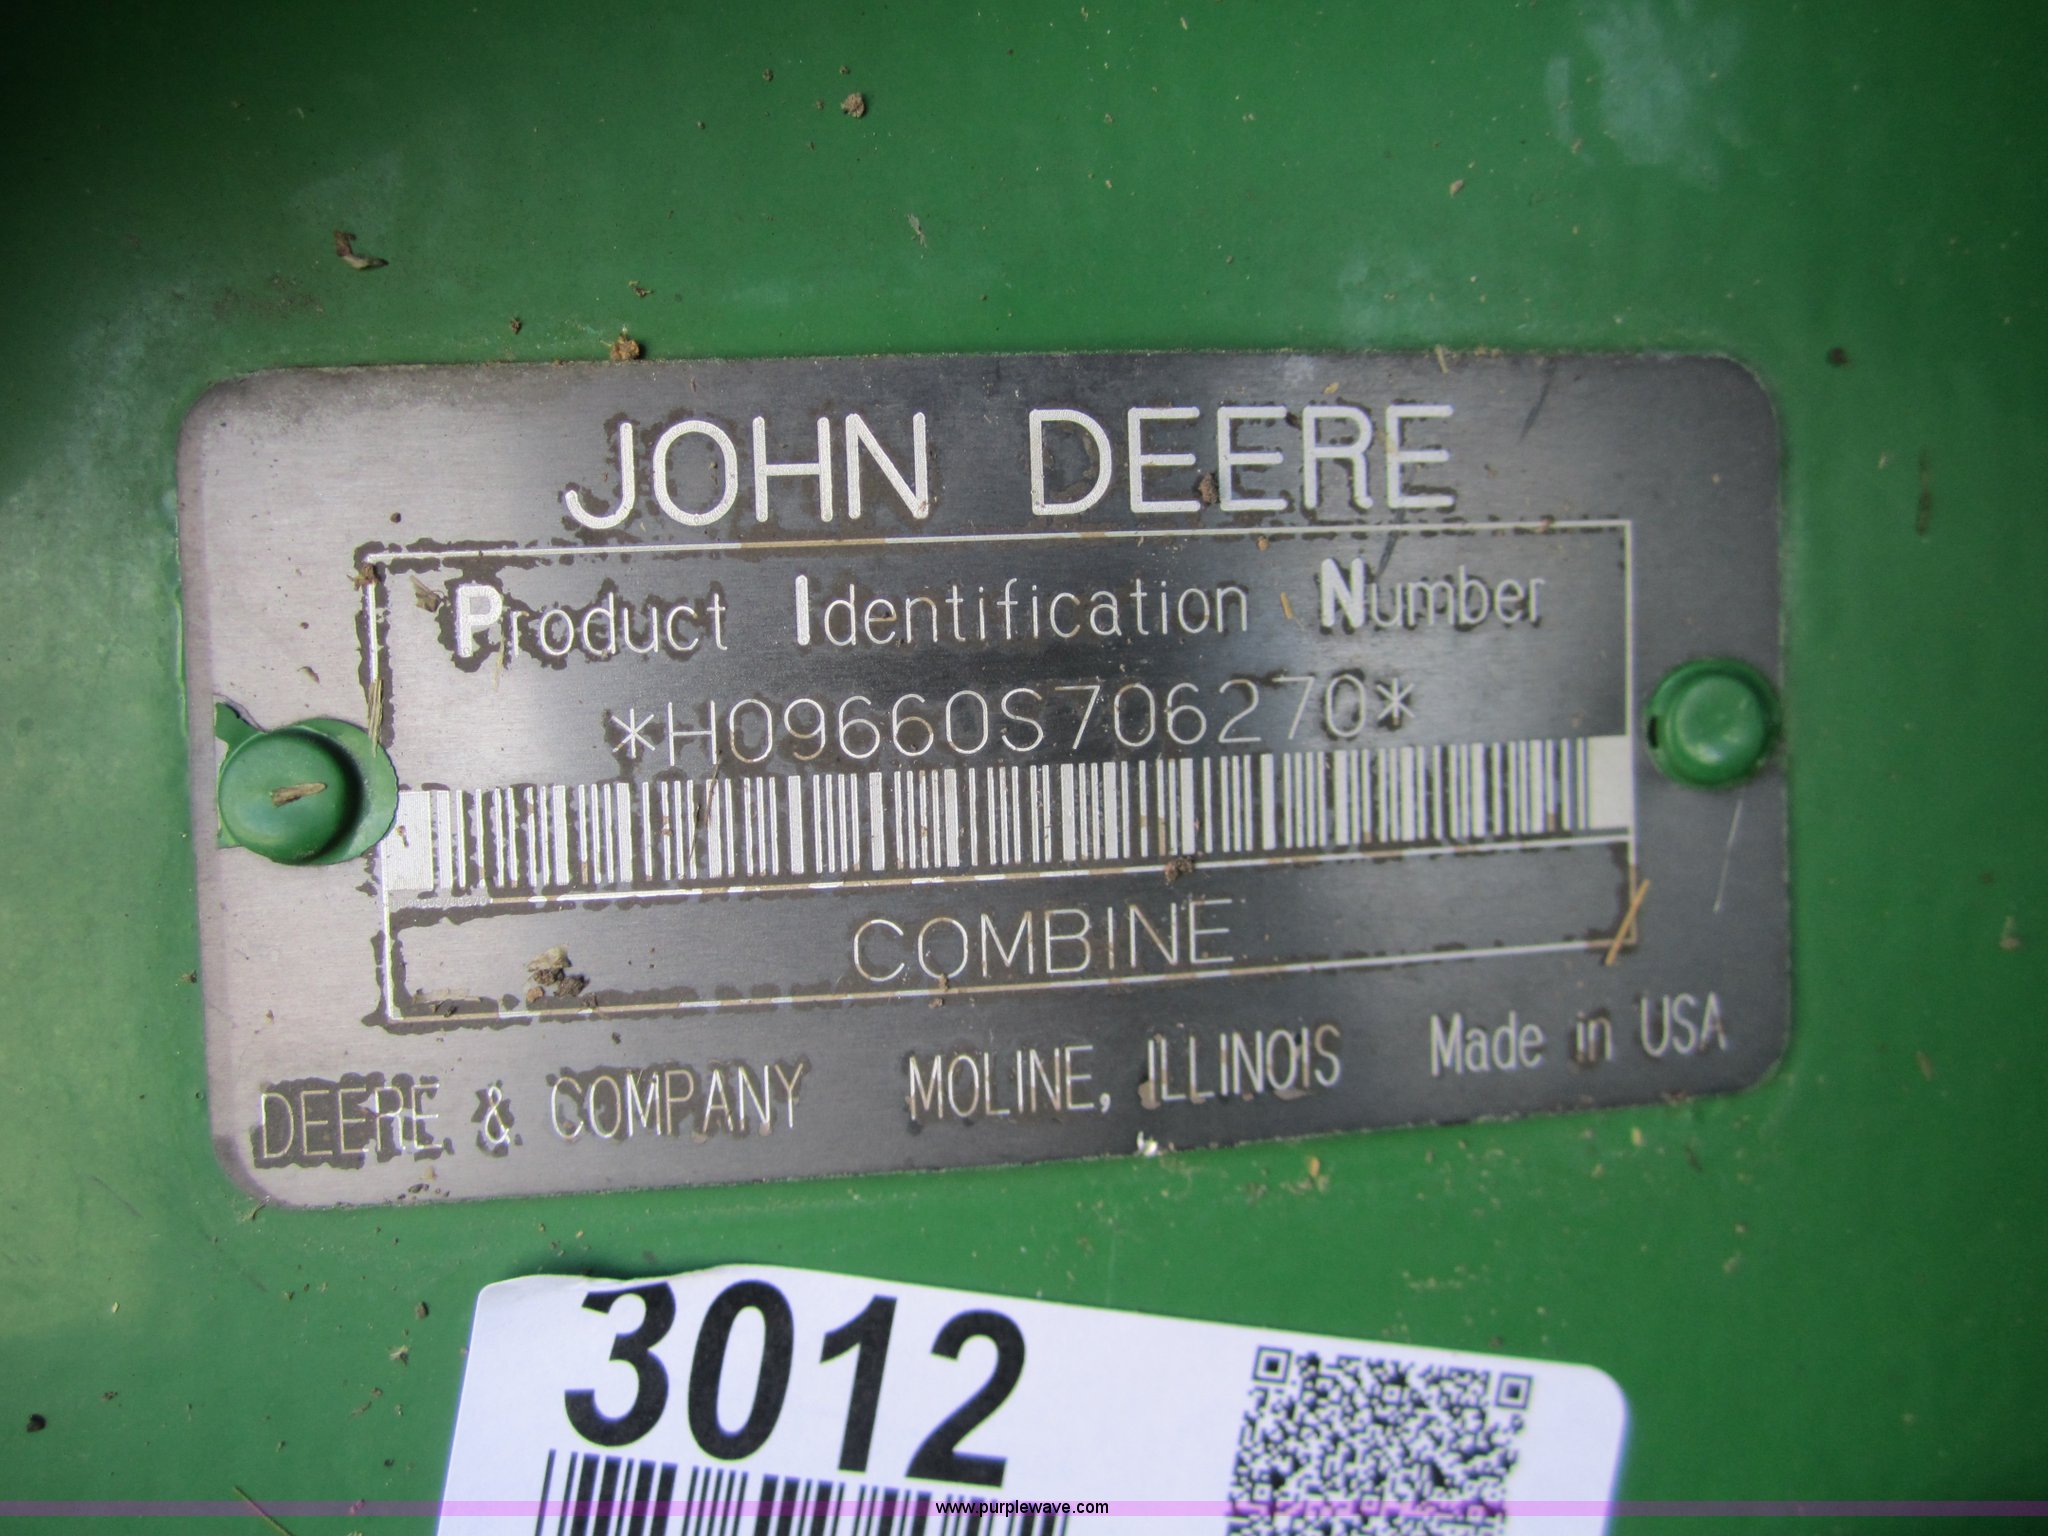 JOHN DEERE
Product Identification Number
*H09660S706270*
COMBINE
DEERE & COMPANY MOLINE, ILLINOIS Made in USA
3012
www.purplewave.com